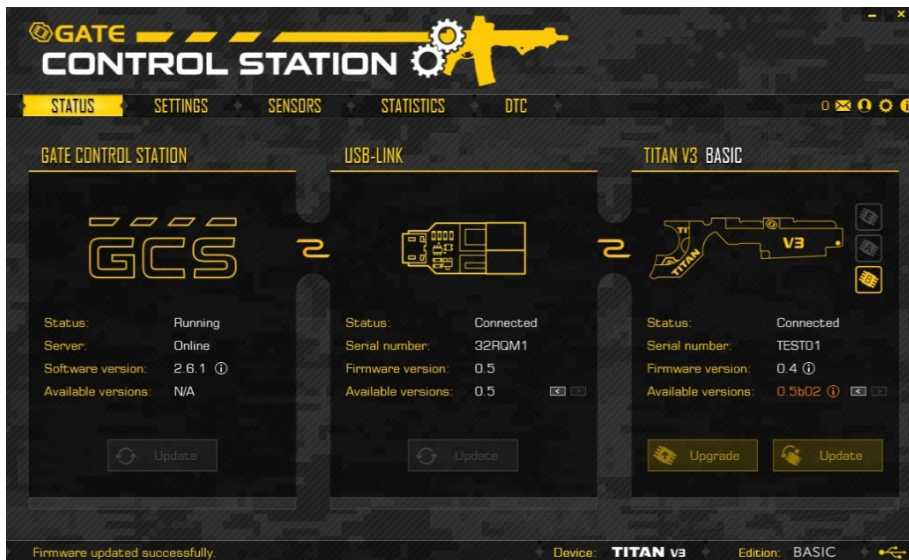 GATE
CONTROL STATION
STATUS SETTINGS SENSORS STATISTICS DTC 0
GATE CONTROL STATION
GCS
Status: Running
Server: Online
Software version: 2.6.1
Available versions: N/A
Update
USB-LINK
Status: Connected
Serial number: 32RQM1
Firmware version: 0.5
Available versions: 0.5
Update
TITAN V3 BASIC
TI
TITAN
V3
Status: Connected
Serial number: TEST01
Firmware version: 0.4
Available versions: 0.5b02
Upgrade Update
Firmware updated successfully. Device: TITAN V3 Edition: BASIC